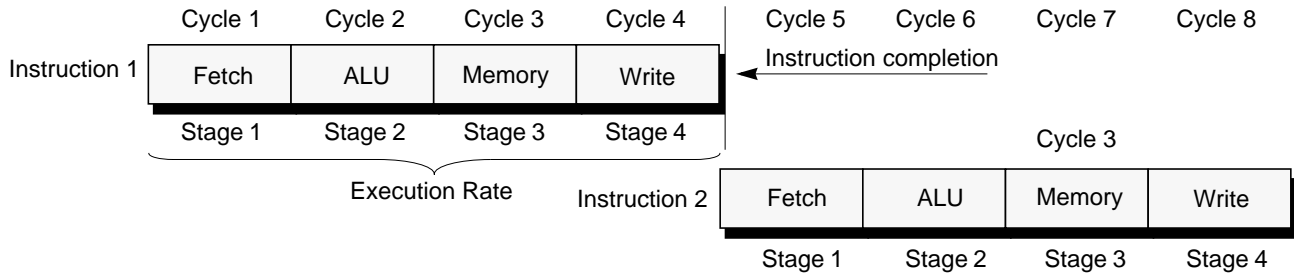 Cycle 1 Cycle 2 Cycle 3 Cycle 4 Cycle 5 Cycle 6 Cycle 7 Cycle 8
Instruction 1 Fetch ALU Memory Write Instruction completion
Stage 1 Stage 2 Stage 3 Stage 4
Cycle 3
Execution Rate
Instruction 2 Fetch ALU Memory Write
Stage 1 Stage 2 Stage 3 Stage 4